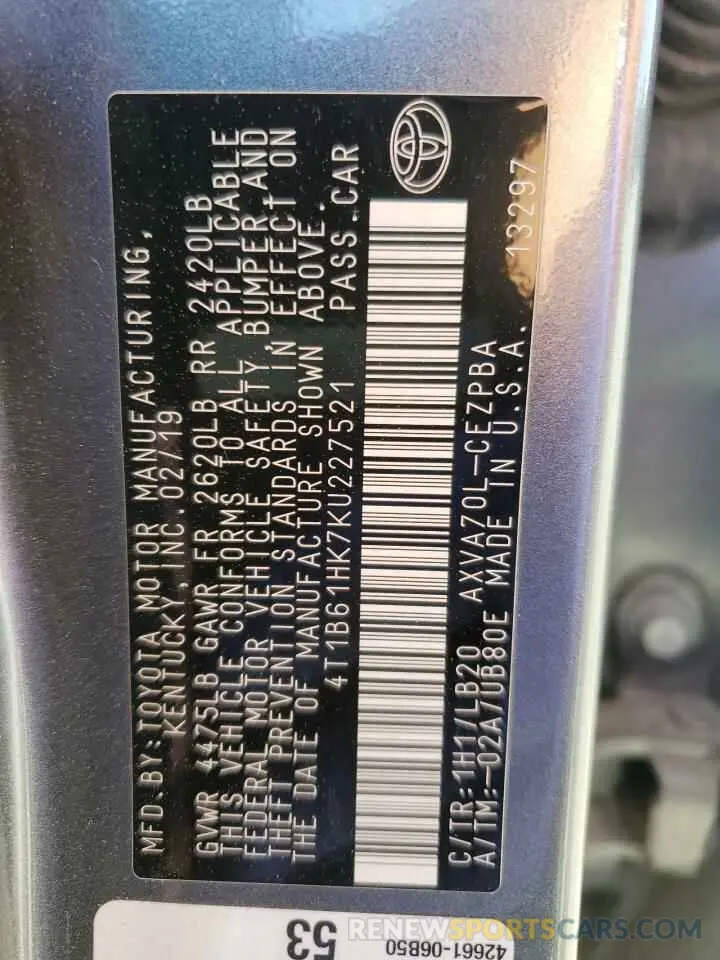 MFD. BY: TOYOTA MOTOR MANUFACTURING,
KENTUCKY, INC. 02/19
GVWR 4475LB GAWR FR 2620LB RR 2420LB
THIS VEHICLE CONFORMS TO ALL APPLICABLE
FEDERAL MOTOR VEHICLE SAFETY, BUMPER, AND
THEFT PREVENTION STANDARDS IN EFFECT ON
THE DATE OF MANUFACTURE SHOWN ABOVE.
4T1B61HK7KU227521 PASS. CAR
C/TR: 1H1/LB20 AXVA70L-CEZPBA
A/TM: -02A/UB80E MADE IN U.S.A. 13297
42661-06B50
53
RENEWSPORTSCARS.COM